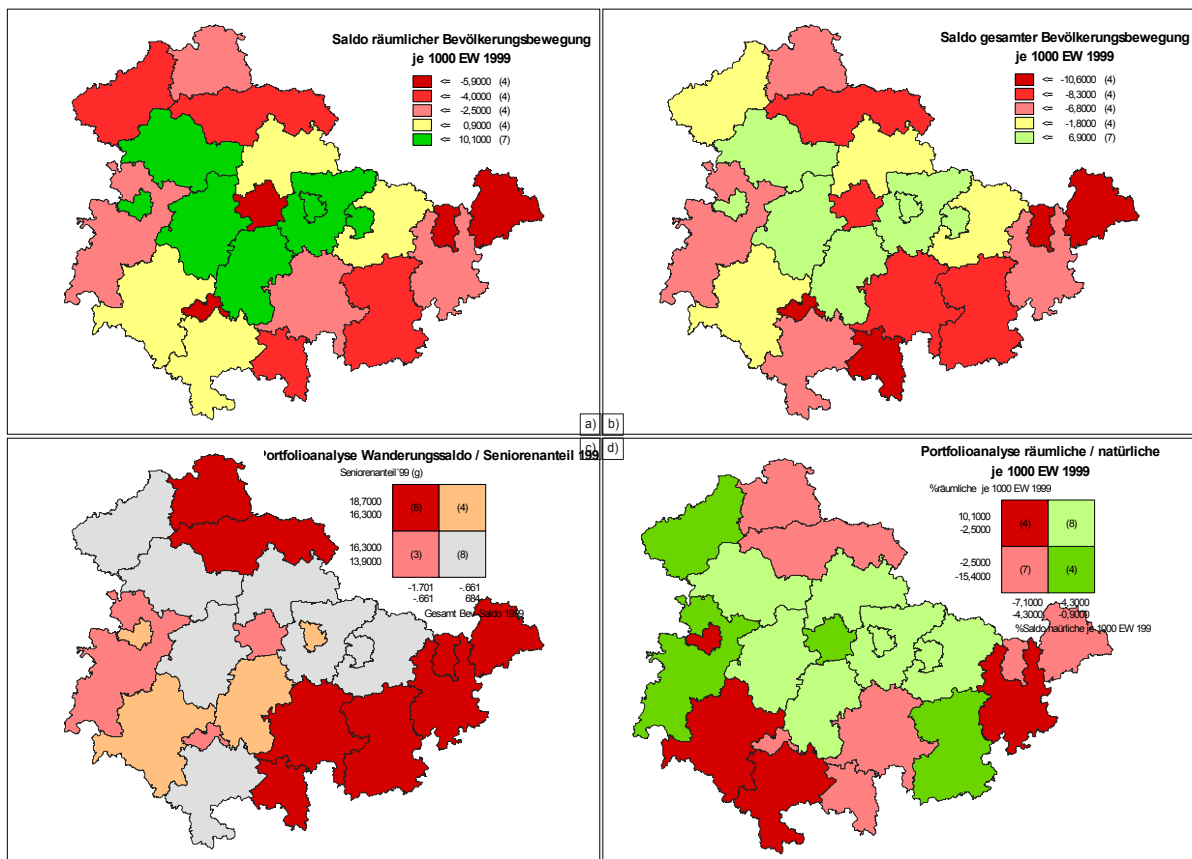 Saldo räumlicher Bevölkerungsbewegung
je 1000 EW 1999
<= -5,9000 (4)
<= -4,0000 (4)
<= -2,5000 (4)
<= 0,9000 (4)
<= 10,1000 (7)
a)
Saldo gesamter Bevölkerungsbewegung
je 1000 EW 1999
<= -10,6000 (4)
<= -8,3000 (4)
<= -6,8000 (4)
<= -1,8000 (4)
<= 6,9000 (7)
b)
c)
Portfolioanalyse Wanderungssaldo / Seniorenanteil 199
Seniorenanteil´99 (g)
18,7000
16,3000
(8) (4)
16,3000
13,9000
(3) (8)
-1.701 -.661
-.661 684
Gesamt Bev Saldo 1999
d)
Portfolioanalyse räumliche / natürliche
je 1000 EW 1999
%räumliche je 1000 EW 1999
10,1000
-2,5000
(4) (8)
-2,5000
-15,4000
(7) (4)
-7,1000 -4,3000
-4,3000 -0,9000
%Saldo naürliche je 1000 EW 199